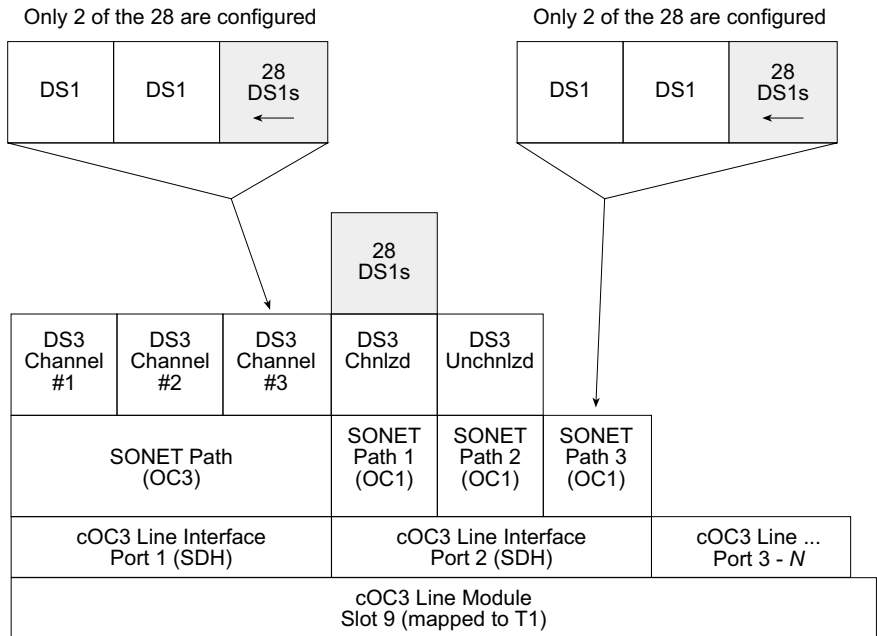 Only 2 of the 28 are configured
Only 2 of the 28 are configured
DS1
DS1
28
DS1s
DS1
DS1
28
DS1s
28
DS1s
DS3
Channel
#1
DS3
Channel
#2
DS3
Channel
#3
DS3
Chnlzd
DS3
Unchnlzd
SONET Path
(OC3)
SONET
Path 1
(OC1)
SONET
Path 2
(OC1)
SONET
Path 3
(OC1)
cOC3 Line Interface
Port 1 (SDH)
cOC3 Line Interface
Port 2 (SDH)
cOC3 Line ...
Port 3 - N
cOC3 Line Module
Slot 9 (mapped to T1)